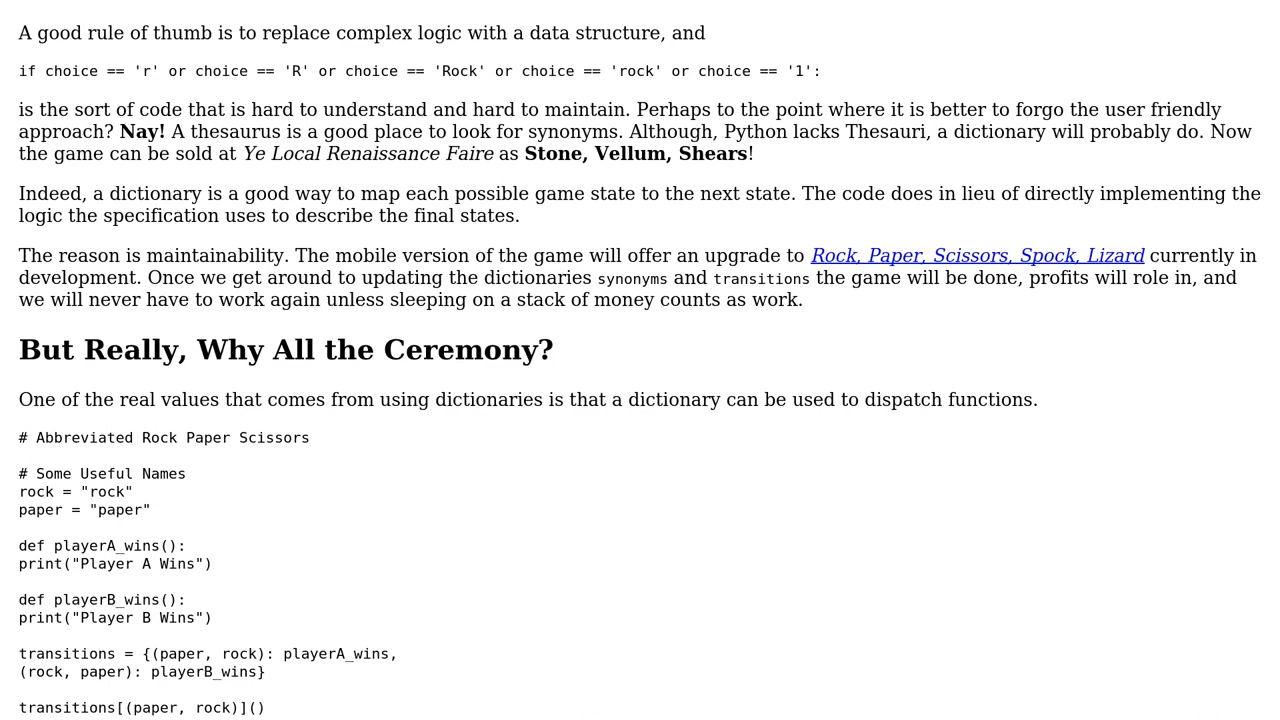 A good rule of thumb is to replace complex logic with a data structure, and
if choice == 'r' or choice == 'R' or choice == 'Rock' or choice == 'rock' or choice == '1':
is the sort of code that is hard to understand and hard to maintain. Perhaps to the point where it is better to forgo the user friendly
approach? Nay! A thesaurus is a good place to look for synonyms. Although, Python lacks Thesauri, a dictionary will probably do. Now
the game can be sold at Ye Local Renaissance Faire as Stone, Vellum, Shears!
Indeed, a dictionary is a good way to map each possible game state to the next state. The code does in lieu of directly implementing the
logic the specification uses to describe the final states.
The reason is maintainability. The mobile version of the game will offer an upgrade to Rock, Paper, Scissors, Spock, Lizard currently in
development. Once we get around to updating the dictionaries synonyms and transitions the game will be done, profits will role in, and
we will never have to work again unless sleeping on a stack of money counts as work.
But Really, Why All the Ceremony?
One of the real values that comes from using dictionaries is that a dictionary can be used to dispatch functions.
# Abbreviated Rock Paper Scissors
# Some Useful Names
rock = "rock"
paper = "paper"
def playerA_wins():
print("Player A Wins")
def playerB_wins():
print("Player B Wins")
transitions = {(paper, rock): playerA_wins,
(rock, paper): playerB_wins}
transitions[(paper, rock)]()